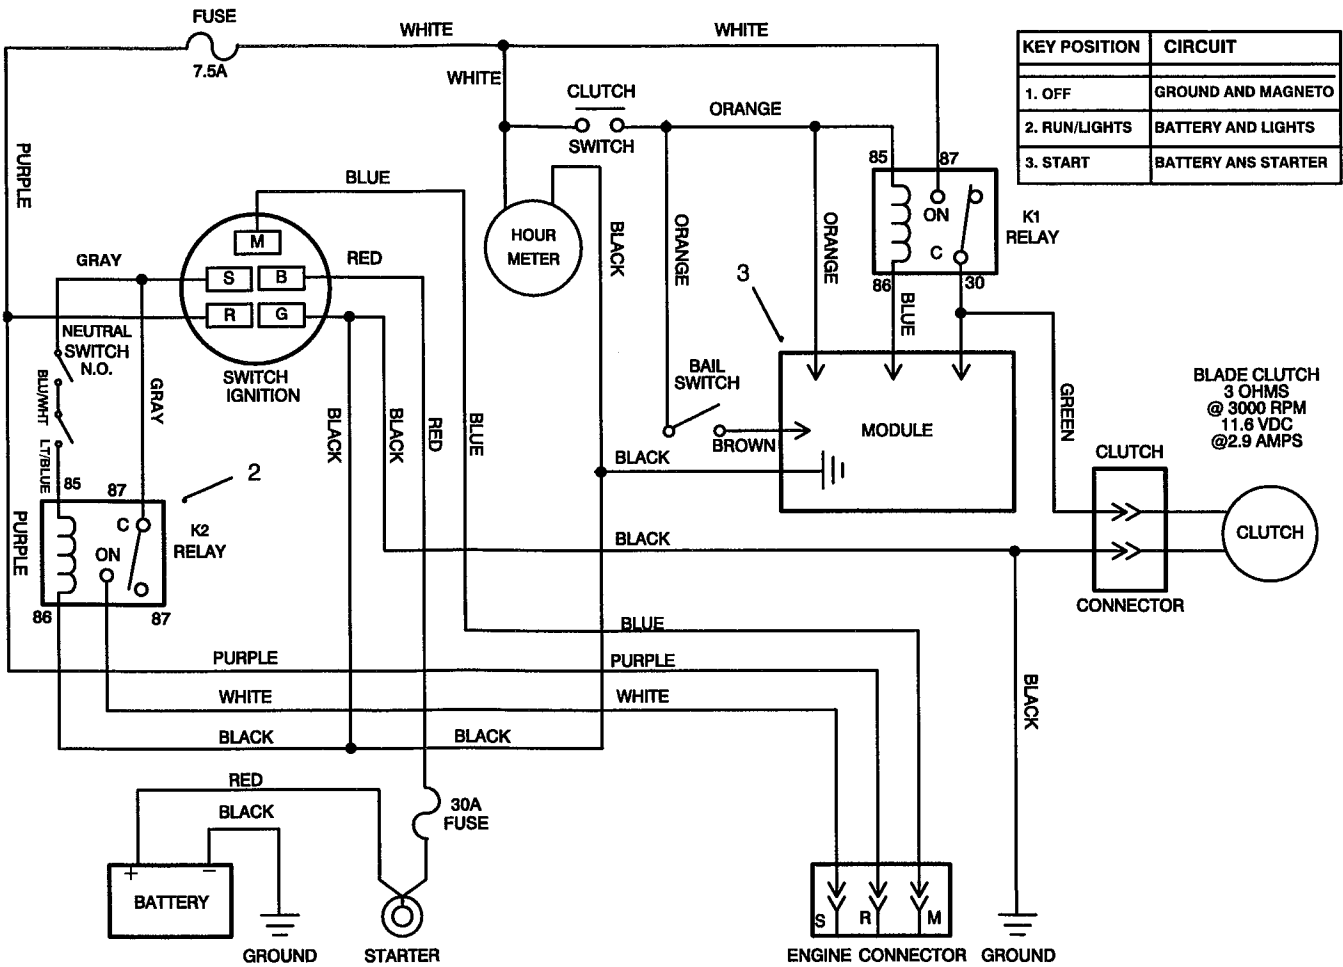 FUSE
7.5A
WHITE
WHITE
WHITE
KEY POSITION CIRCUIT
1. OFF GROUND AND MAGNETO
2. RUN/LIGHTS BATTERY AND LIGHTS
3. START BATTERY ANS STARTER
CLUTCH
SWITCH
ORANGE
PURPLE
BLUE
85
87
ON
C
K1
RELAY
86
30
M
S
B
R
G
SWITCH
IGNITION
GRAY
RED
HOUR
METER
BLACK
ORANGE
ORANGE
BLUE
3
NEUTRAL
SWITCH
N.O.
BLU/WHT
LT/BLUE
GRAY
BLACK
BLACK
RED
BLUE
BAIL
SWITCH
BROWN
MODULE
GREEN
BLADE CLUTCH
3 OHMS
@ 3000 RPM
11.6 VDC
@2.9 AMPS
CLUTCH
CONNECTOR
CLUTCH
BLACK
BLACK
2
85
87
C
ON
K2
RELAY
86
87
PURPLE
BLUE
PURPLE
PURPLE
WHITE
WHITE
BLACK
BLACK
BLACK
RED
BLACK
30A
FUSE
+
−
BATTERY
GROUND
STARTER
S
R
M
ENGINE CONNECTOR
GROUND